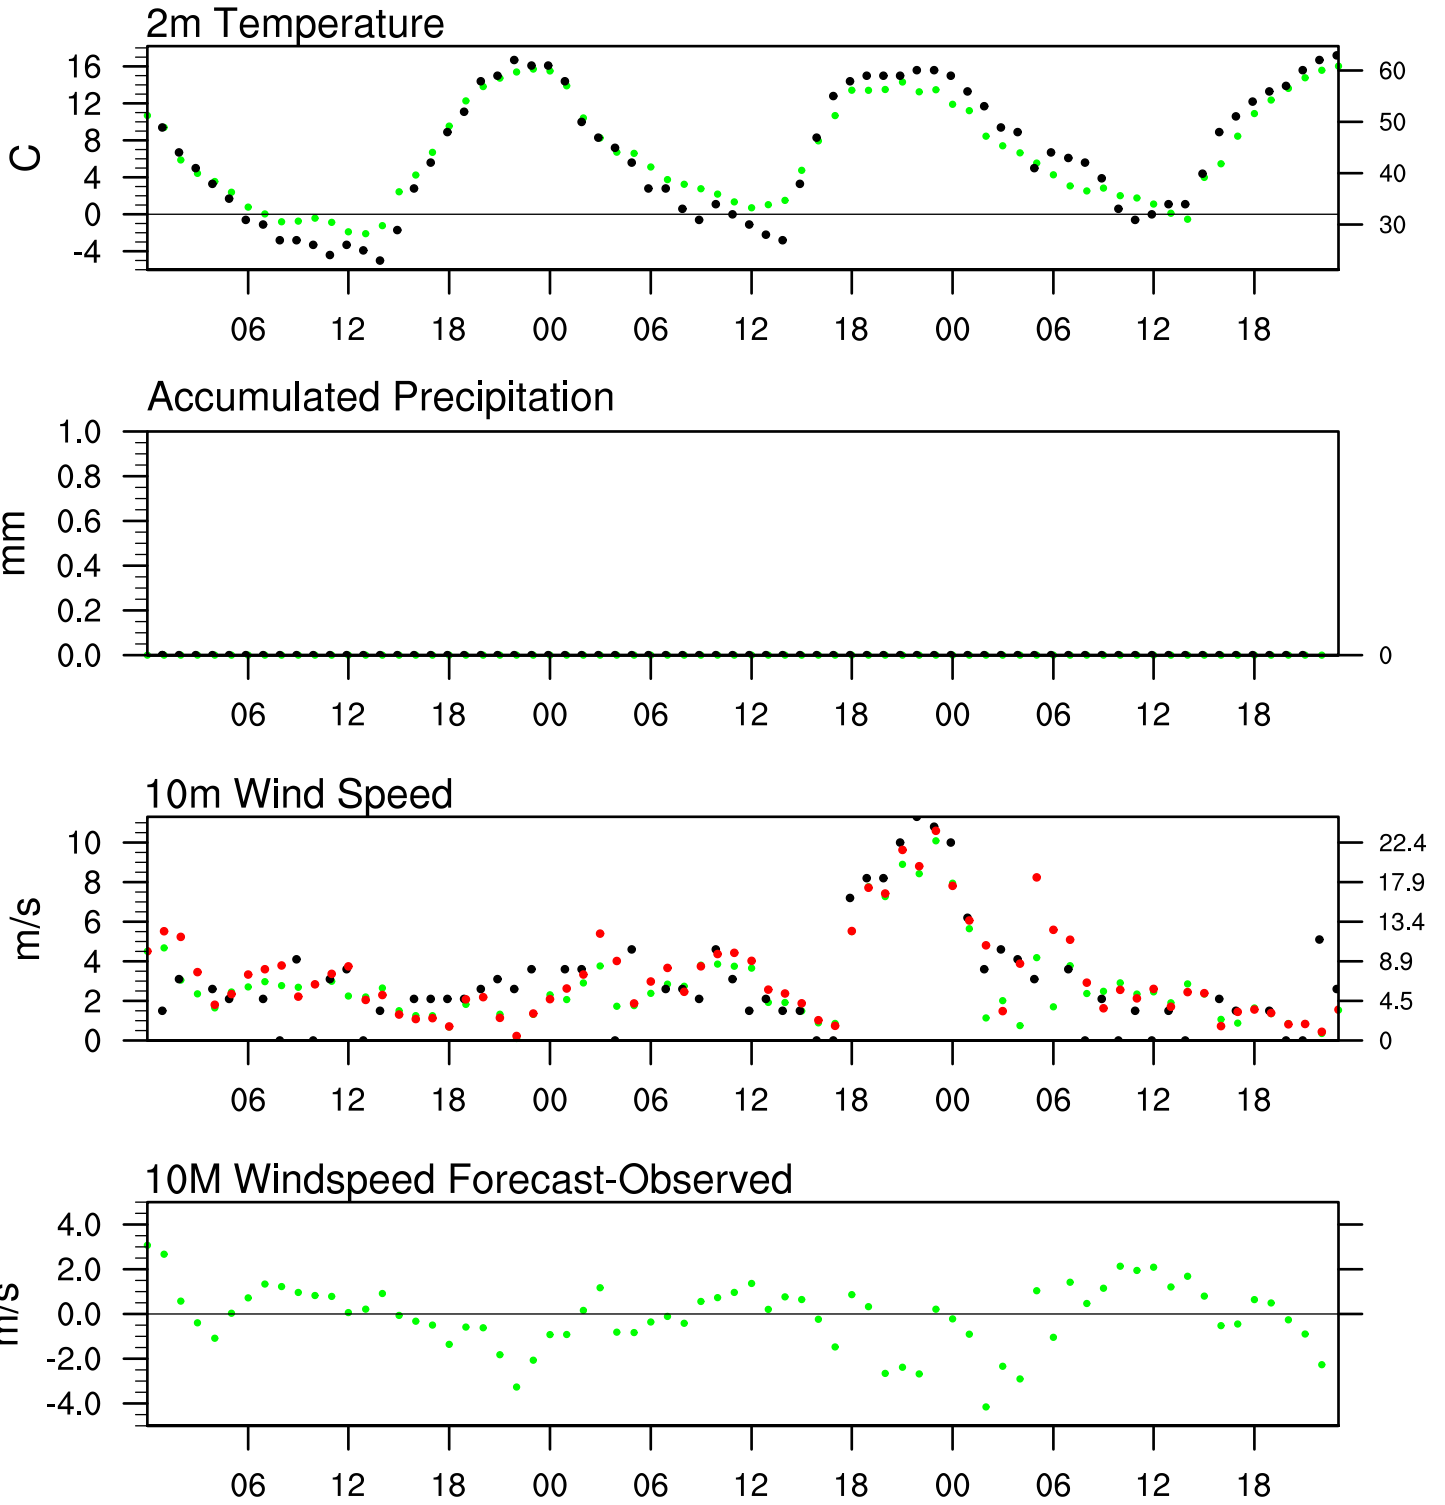 2m Temperature
16
12
8
4
0
-4
C
60
50
40
30
06 12 18 00 06 12 18 00 06 12 18
Accumulated Precipitation
1.0
0.8
0.6
0.4
0.2
0.0
mm
0
06 12 18 00 06 12 18 00 06 12 18
10m Wind Speed
10
8
6
4
2
0
m/s
22.4
17.9
13.4
8.9
4.5
0
06 12 18 00 06 12 18 00 06 12 18
10M Windspeed Forecast-Observed
4.0
2.0
0.0
-2.0
-4.0
m/s
06 12 18 00 06 12 18 00 06 12 18